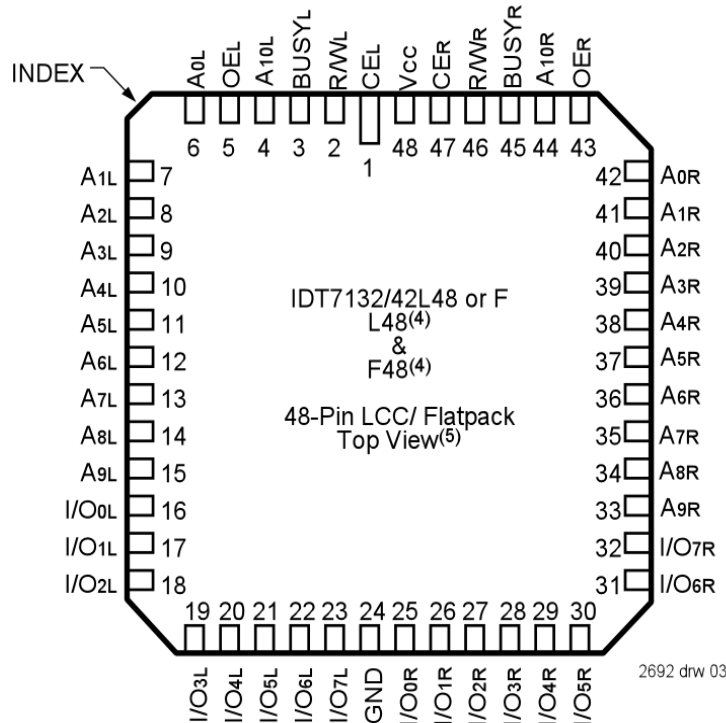 INDEX
A0L
OEL
A10L
BUSYL
R/WL
CEL
VCC
CER
R/WR
BUSYR
A10R
OER
6
5
4
3
2
1
48
47
46
45
44
43
A1L 7
A2L 8
A3L 9
A4L 10
A5L 11
A6L 12
A7L 13
A8L 14
A9L 15
I/O0L 16
I/O1L 17
I/O2L 18
IDT7132/42L48 or F
L48(4)
&
F48(4)
48-Pin LCC/ Flatpack
Top View(5)
42 A0R
41 A1R
40 A2R
39 A3R
38 A4R
37 A5R
36 A6R
35 A7R
34 A8R
33 A9R
32 I/O7R
31 I/O6R
19
20
21
22
23
24
25
26
27
28
29
30
I/O3L
I/O4L
I/O5L
I/O6L
I/O7L
GND
I/O0R
I/O1R
I/O2R
I/O3R
I/O4R
I/O5R
2692 drw 03